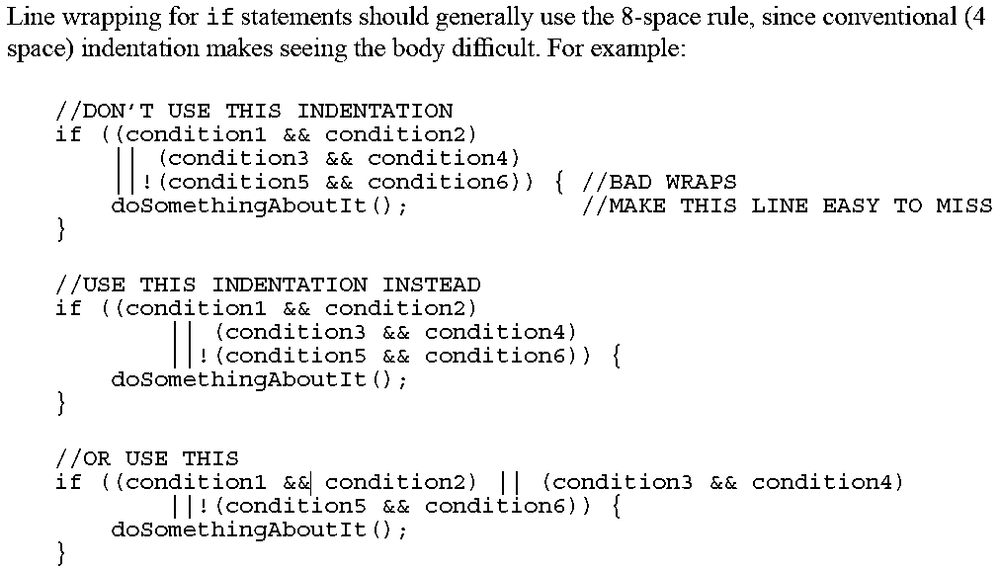 Line wrapping for if statements should generally use the 8-space rule, since conventional (4
space) indentation makes seeing the body difficult. For example:
//DON'T USE THIS INDENTATION
if ((condition1 && condition2)
    || (condition3 && condition4)
    ||!(condition5 && condition6)) { //BAD WRAPS
    doSomethingAboutIt();            //MAKE THIS LINE EASY TO MISS
}
//USE THIS INDENTATION INSTEAD
if ((condition1 && condition2)
        || (condition3 && condition4)
        ||!(condition5 && condition6)) {
    doSomethingAboutIt();
}
//OR USE THIS
if ((condition1 && condition2) || (condition3 && condition4)
        ||!(condition5 && condition6)) {
    doSomethingAboutIt();
}